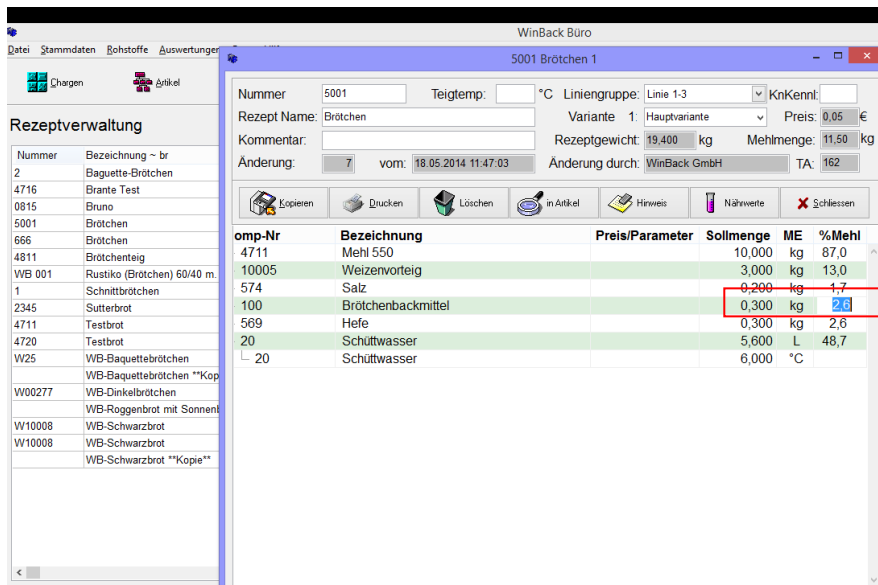 WinBack Büro
Datei Stammdaten Rohstoffe Auswertungen
5001 Brötchen 1
Chargen Artikel
Nummer 5001 Teigtemp: °C Liniengruppe: Linie 1-3 KnKennl:
Rezept Name: Brötchen Variante 1: Hauptvariante Preis: 0,05 €
Kommentar: Rezeptgewicht: 19,400 kg Mehlmenge: 11,50 kg
Änderung: 7 vom: 18.05.2014 11:47:03 Änderung durch: WinBack GmbH TA: 162
Kopieren Drucken Löschen in Artikel Hinweis Nährwerte Schliessen
Rezeptverwaltung
Nummer Bezeichnung ~ br
2 Baguette-Brötchen
4716 Brante Test
0815 Bruno
5001 Brötchen
666 Brötchen
4811 Brötchenteig
WB 001 Rustiko (Brötchen) 60/40 m.
1 Schnittbrötchen
2345 Sutterbrot
4711 Testbrot
4720 Testbrot
W25 WB-Baquettebrötchen
WB-Baquettebrötchen **Kop
W00277 WB-Dinkelbrötchen
WB-Roggenbrot mit Sonnenb
W10008 WB-Schwarzbrot
W10008 WB-Schwarzbrot
WB-Schwarzbrot **Kopie**
omp-Nr Bezeichnung Preis/Parameter Sollmenge ME %Mehl
4711 Mehl 550 10,000 kg 87,0
10005 Weizenvorteig 3,000 kg 13,0
574 Salz 0,200 kg 1,7
100 Brötchenbackmittel 0,300 kg 2,6
569 Hefe 0,300 kg 2,6
20 Schüttwasser 5,600 L 48,7
20 Schüttwasser 6,000 °C